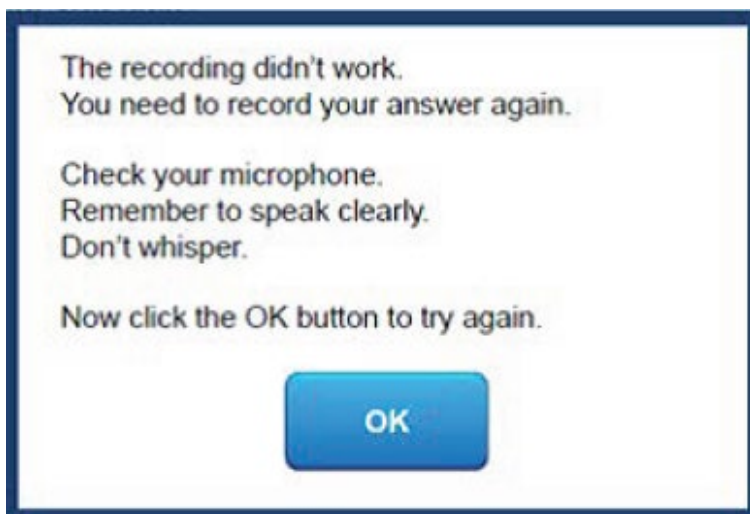 The recording didn't work.
You need to record your answer again.
Check your microphone.
Remember to speak clearly.
Don't whisper.
Now click the OK button to try again.
OK